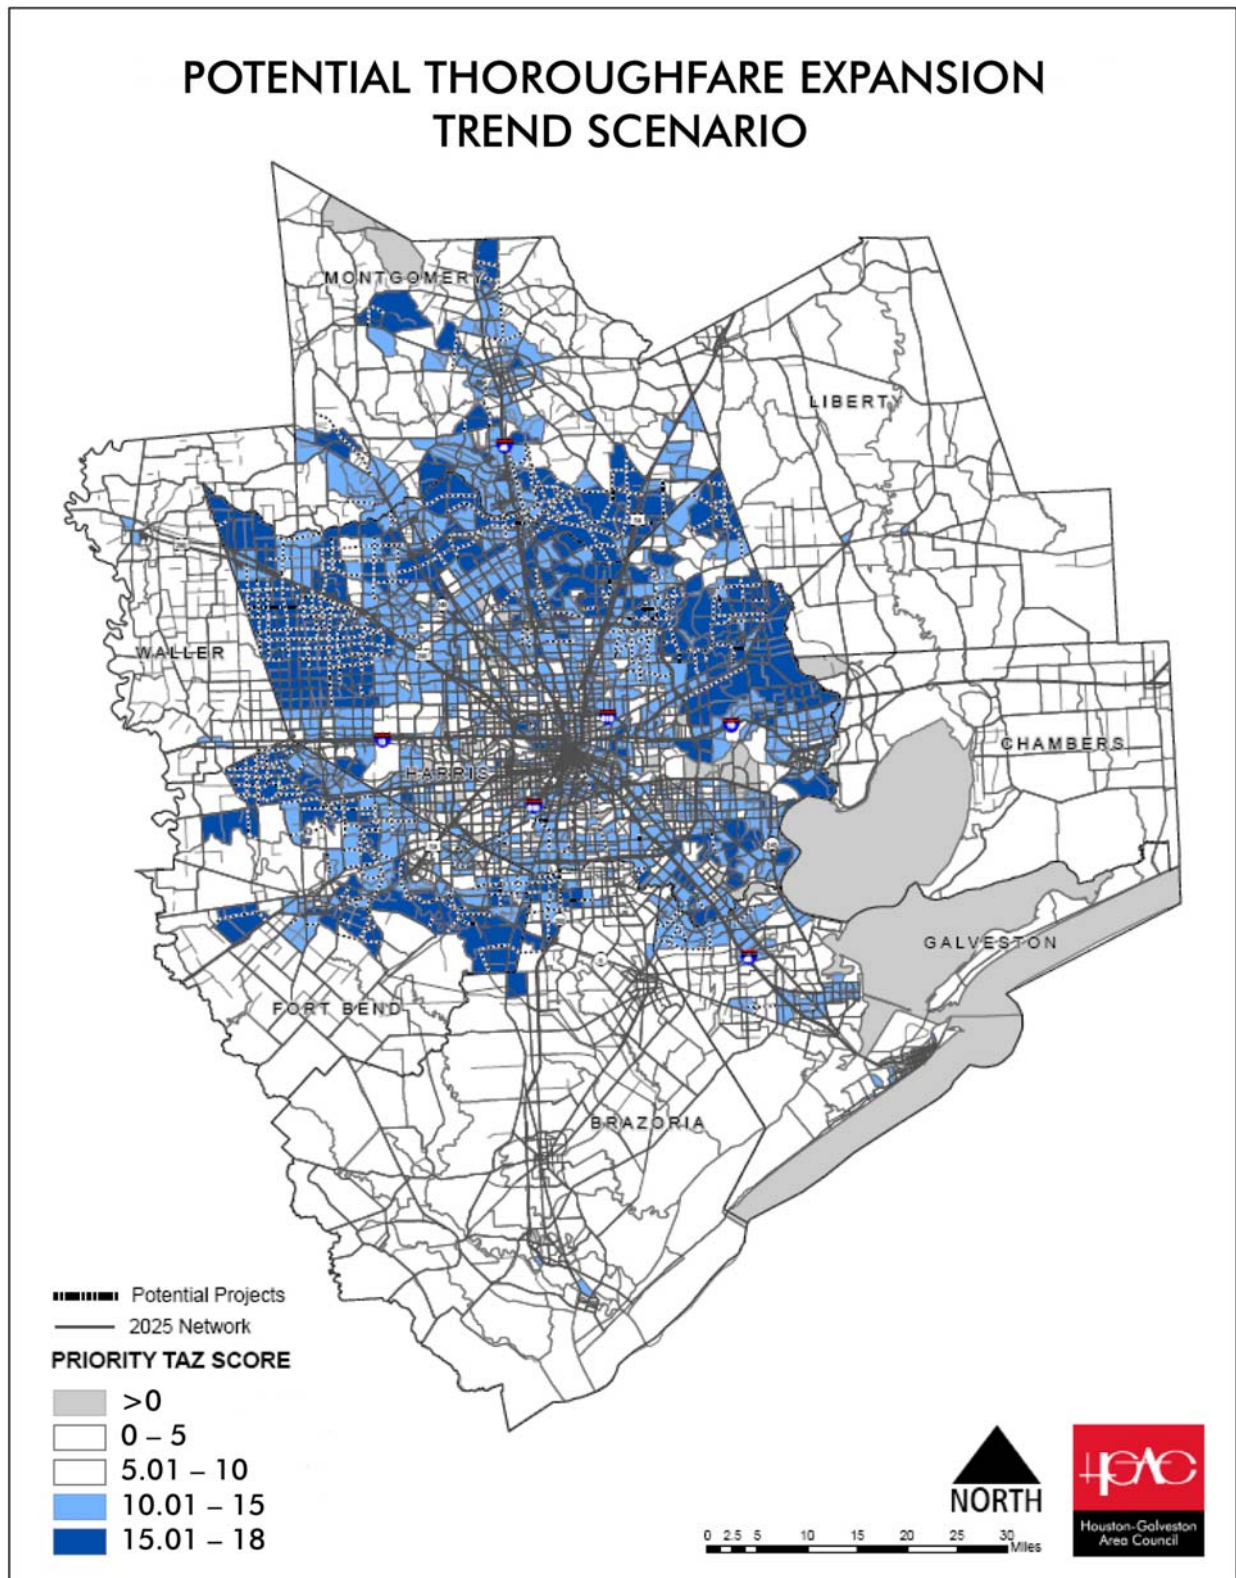 POTENTIAL THOROUGHFARE EXPANSION
TREND SCENARIO
MONTGOMERY
LIBERTY
WALLER
CHAMBERS
HARRIS
GALVESTON
FORT BEND
BRAZORIA
Potential Projects
2025 Network
PRIORITY TAZ SCORE
>0
0 – 5
5.01 – 10
10.01 – 15
15.01 – 18
NORTH
0 2.5 5 10 15 20 25 30
Miles
HGAC
Houston-Galveston
Area Council